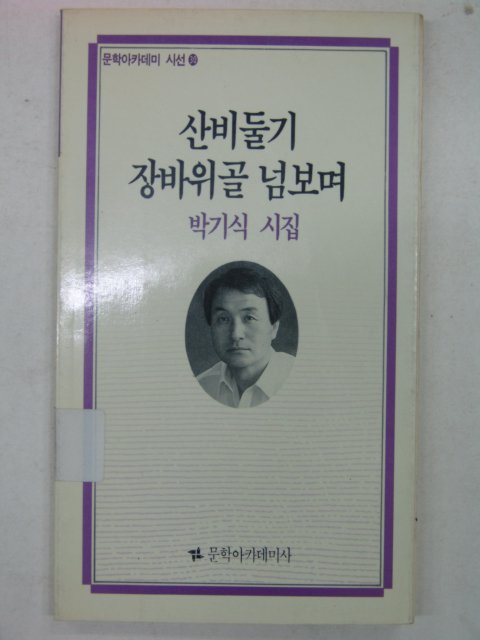 문학아카데미 시선
산비둘기
장바위골 넘보며
박기식 시집
문학아카데미사